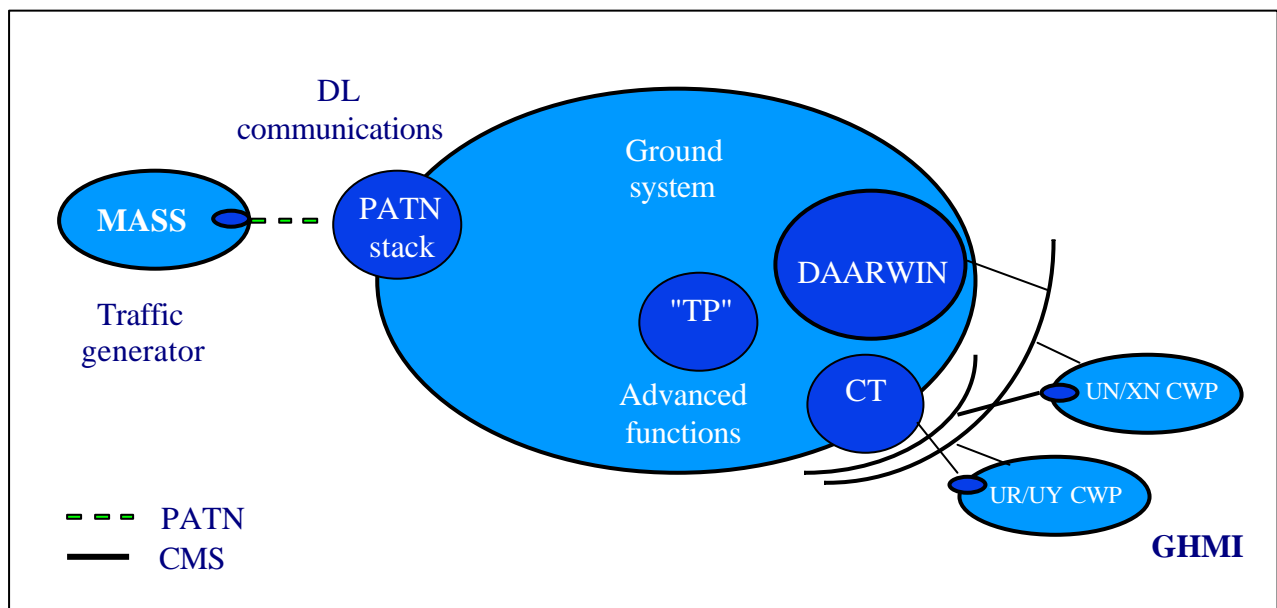 DL
communications
Ground
system
MASS
PATN
stack
DAARWIN
Traffic
generator
"TP"
CT
Advanced
functions
UN/XN CWP
UR/UY CWP
PATN
CMS
GHMI